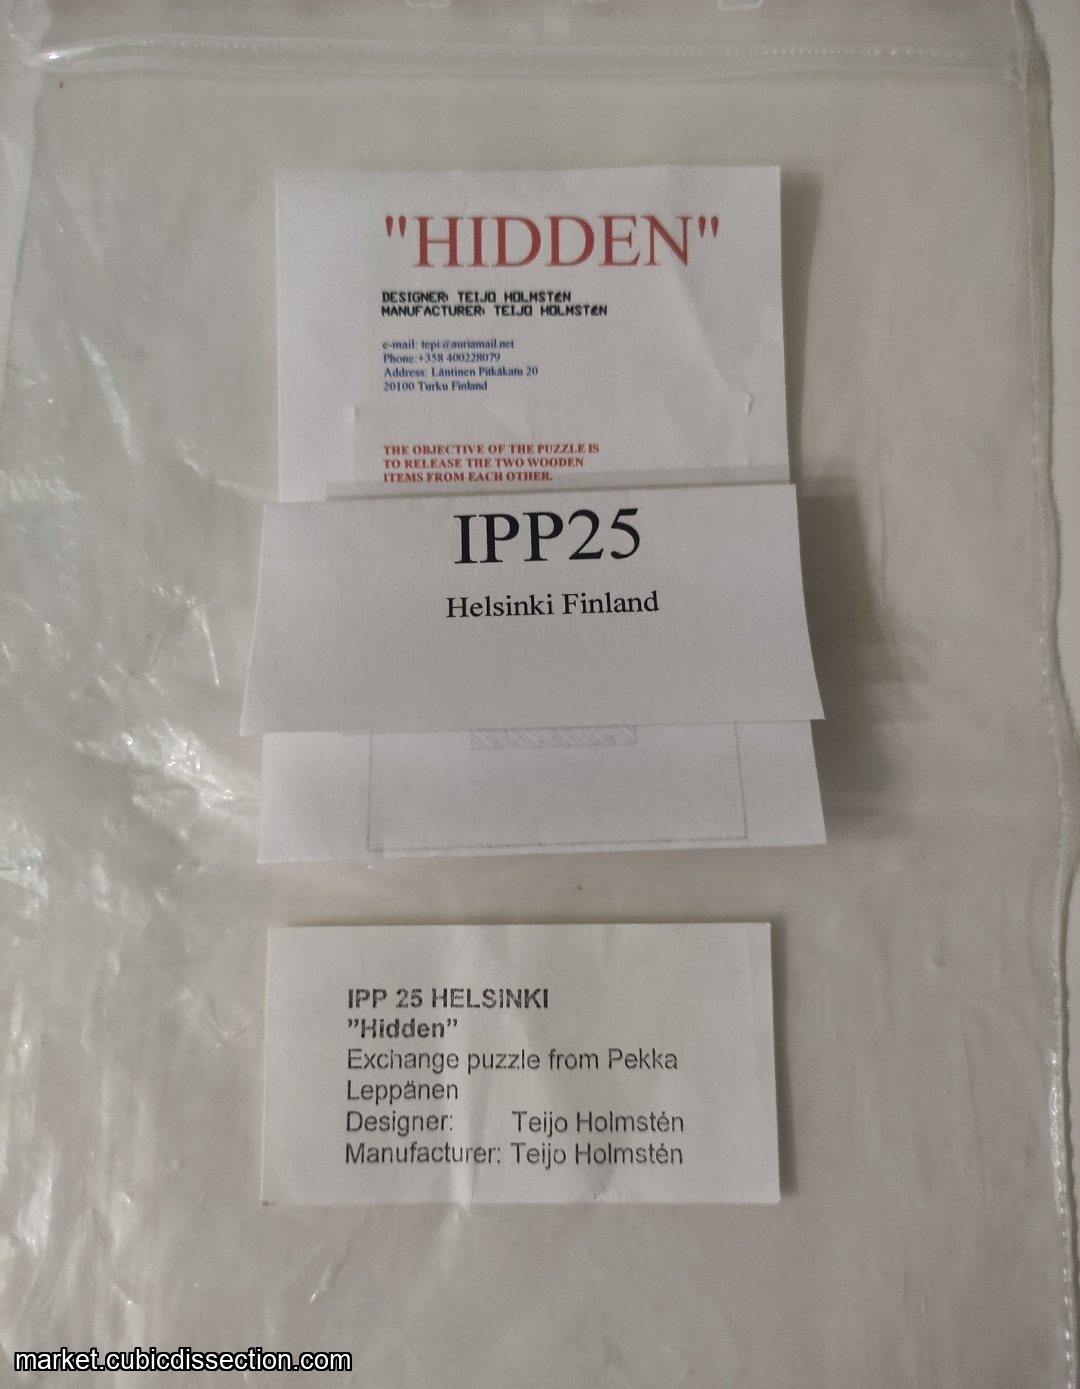 "HIDDEN"
DESIGNER: TEIJO HOLMSTÉN
MANUFACTURER: TEIJO HOLMSTÉN
e-mail: tepi@auriamail.net
Phone:+358 400228079
Address: Läntinen Pitkäkatu 20
20100 Turku Finland
THE OBJECTIVE OF THE PUZZLE IS
TO RELEASE THE TWO WOODEN
ITEMS FROM EACH OTHER.
IPP25
Helsinki Finland
IPP 25 HELSINKI
”Hidden”
Exchange puzzle from Pekka
Leppänen
Designer: Teijo Holmstén
Manufacturer: Teijo Holmstén
market.cubicdissection.com